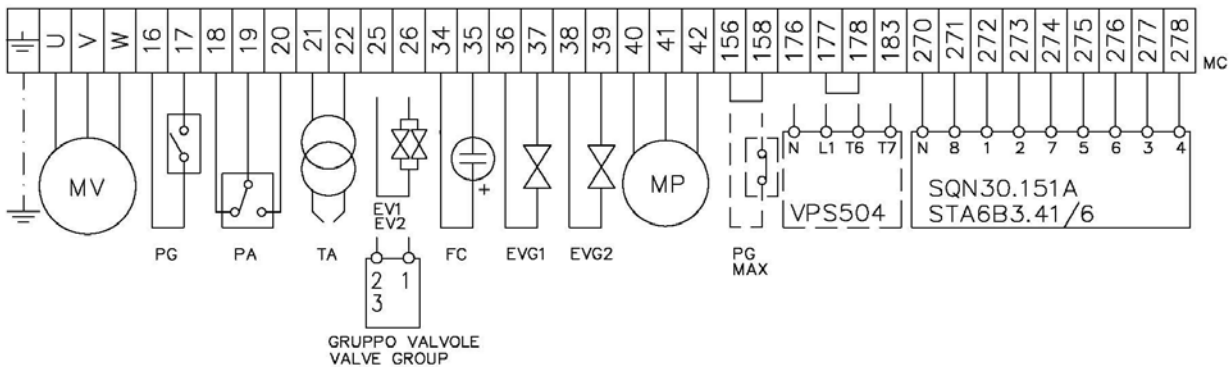 U V W 16 17 18 19 20 21 22 25 26 34 35 36 37 38 39 40 41 42 156 158 176 177 178 183 270 271 272 273 274 275 276 277 278 MC
N L1 T6 T7 N 8 1 2 7 5 6 3 4
MV MP SQN30.151A
VPS504 STA6B3.41/6
+
EV1
EV2
PG PA TA FC EVG1 EVG2 PG
MAX
2 1
3
GRUPPO VALVOLE
VALVE GROUP